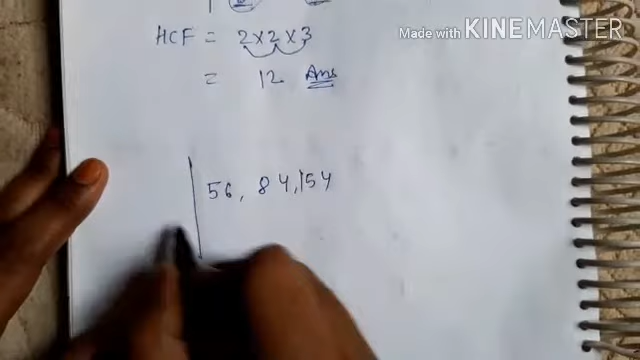 Made with KINEMASTER
HCF = 2×2×3
= 12 Ans
56, 84, 154